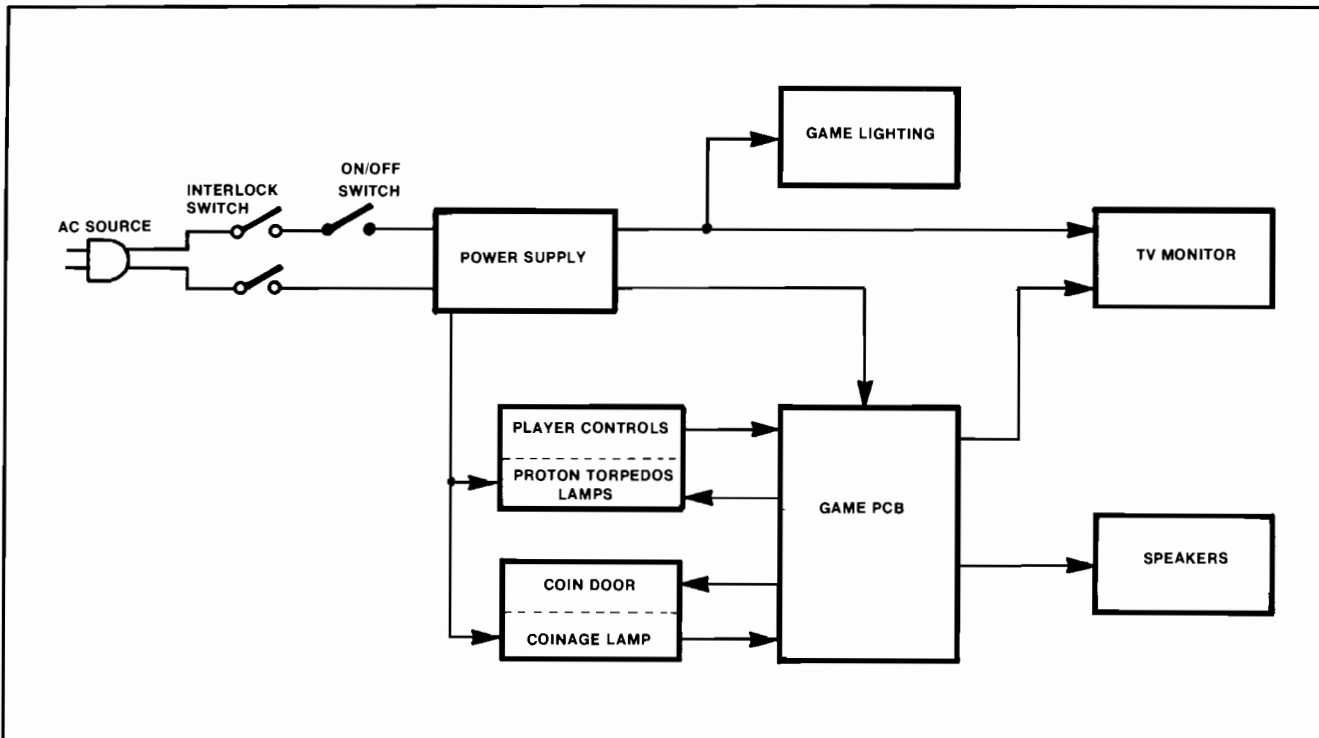 GAME LIGHTING
ON/OFF
SWITCH
INTERLOCK
SWITCH
AC SOURCE
POWER SUPPLY
TV MONITOR
PLAYER CONTROLS
PROTON TORPEDOS
LAMPS
GAME PCB
COIN DOOR
COINAGE LAMP
SPEAKERS